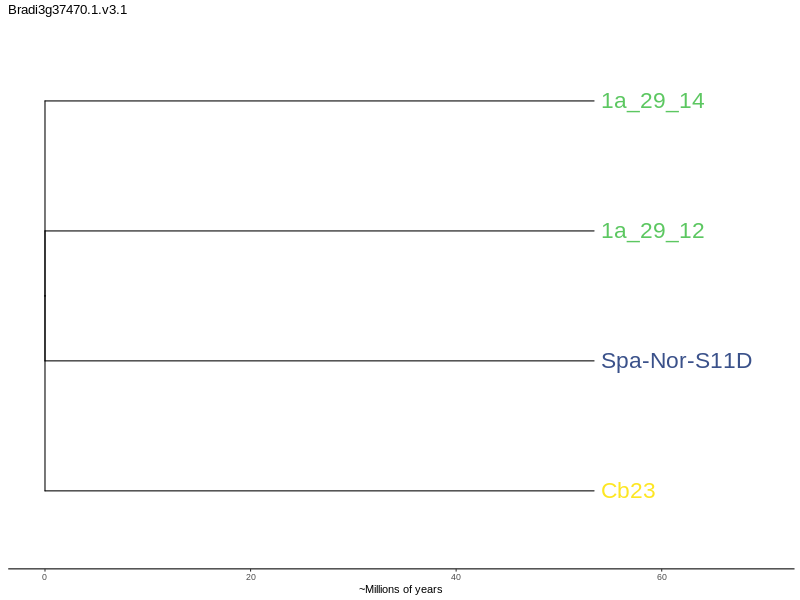 Bradi3g37470.1.v3.1
1a_29_14
1a_29_12
Spa-Nor-S11D
Cb23
0 20 40 60
~Millions of years